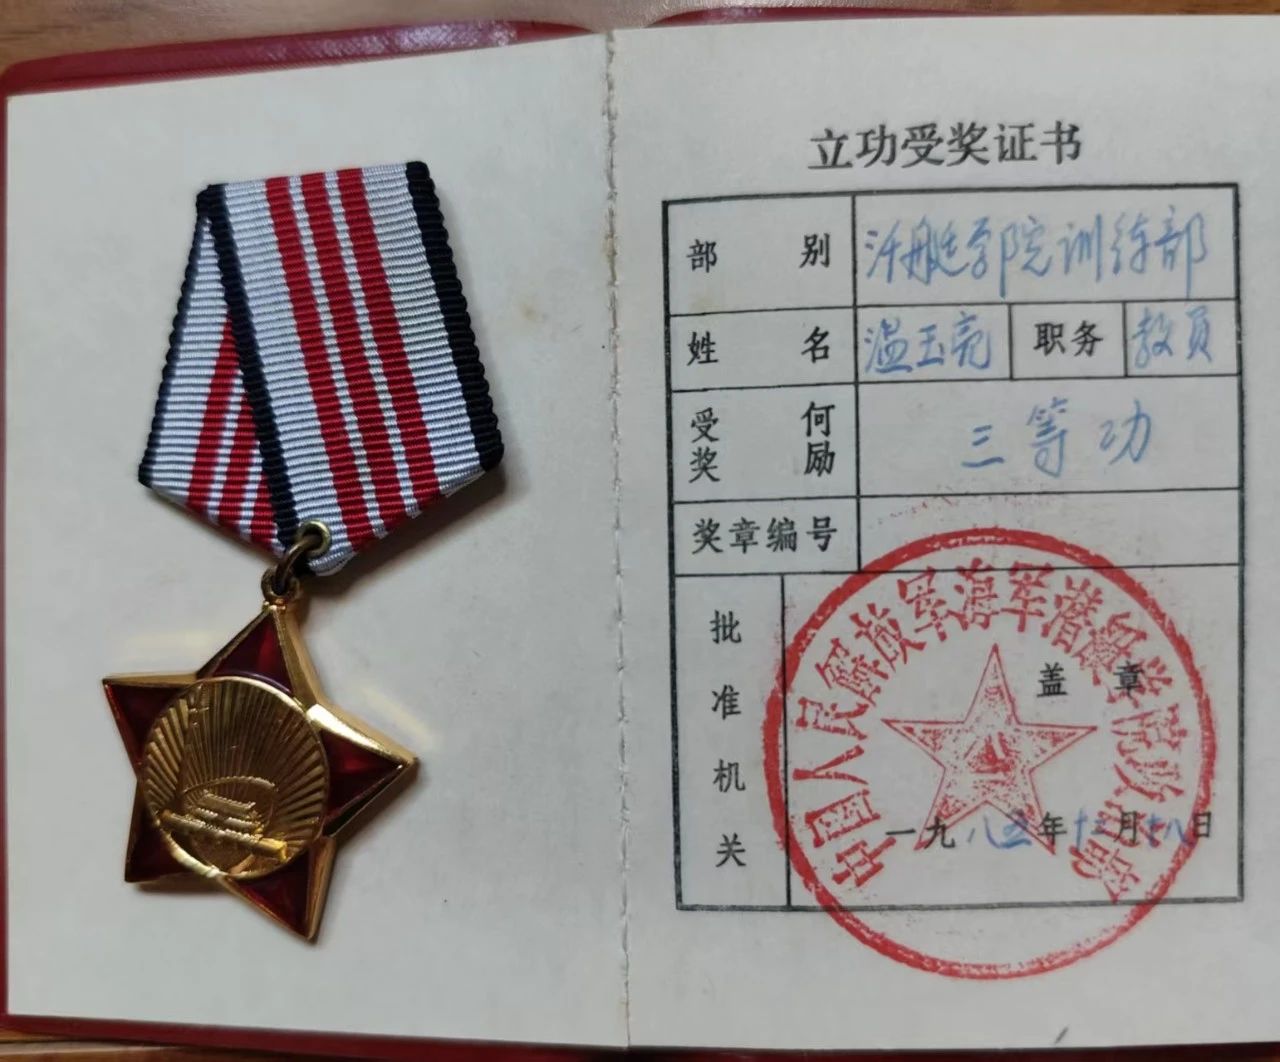 立功受奖证书
部别 汻艇学院训练部
姓名 温玉亮 职务 教员
受何奖励 三等功
奖章编号
批准机关
中国人民解放军海军潜艇学院政治部
盖章
一九八五年十二月十八日